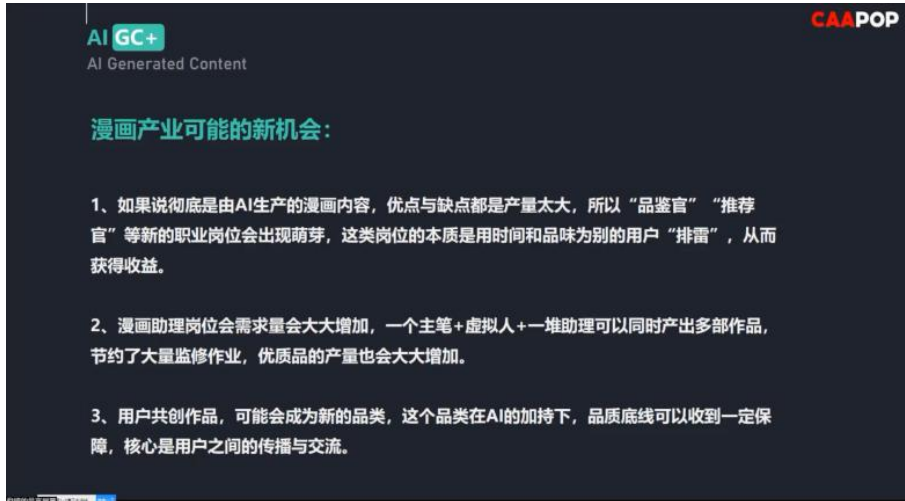 CAAPOP
AI GC+
AI Generated Content
漫画产业可能的新机会：
1、如果说彻底是由AI生产的漫画内容，优点与缺点都是产量太大，所以“品鉴官”“推荐
官”等新的职业岗位会出现萌芽，这类岗位的本质是用时间和品味为别的用户“排雷”，从而
获得收益。
2、漫画助理岗位会需求量会大大增加，一个主笔+虚拟人+一堆助理可以同时产出多部作品，
节约了大量监修作业，优质品的产量也会大大增加。
3、用户共创作品，可能会成为新的品类，这个品类在AI的加持下，品质底线可以收到一定保
障，核心是用户之间的传播与交流。